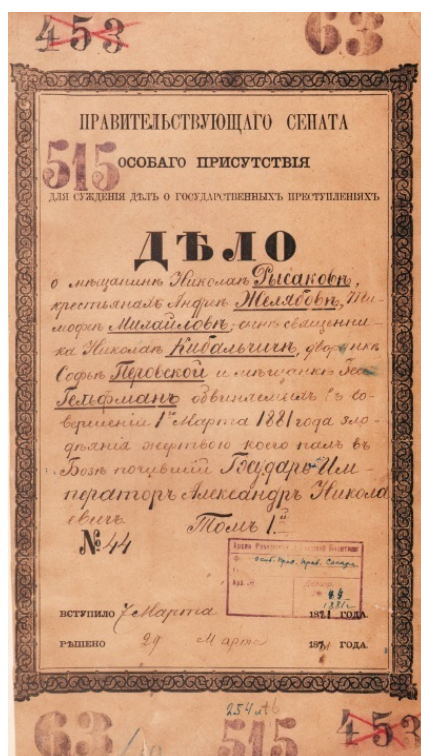 453 63
ПРАВИТЕЛЬСТВУЮЩАГО СЕНАТА
515
ОСОБАГО ПРИСУТСТВІЯ
ДЛЯ СУЖДЕНІЯ ДѢЛЪ О ГОСУДАРСТВЕННЫХЪ ПРЕСТУПЛЕНІЯХЪ
ДѢЛО
о мѣщанинѣ Николаѣ Рысаковѣ,
крестьянахъ Андреѣ Желябовѣ, Ти-
мофеѣ Михайловѣ, сынѣ священни-
ка Николаѣ Кибальчичѣ, дворянкѣ
Софьѣ Перовской и мѣщанкѣ Гесѣ
Гельфманъ обвиняемыхъ въ со-
вершеніи 1го Марта 1881 года зло-
дѣянія жертвою коего палъ въ
Бозѣ почившій Государь Им-
ператоръ Александръ Никола
евичъ.
Томъ 1й
№ 44
ВСТУПИЛО 7 Марта 1881 ГОДА.
РѢШЕНО 29 Марта 1881 ГОДА.
254 лб
63 515 453